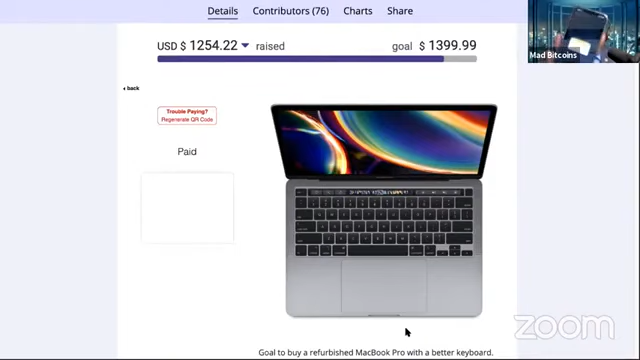 Details Contributors (76) Charts Share
USD $ 1254.22 raised goal $ 1399.99
Mad Bitcoins
back
Trouble Paying?
Regenerate QR Code
Paid
zoom
Goal to buy a refurbished MacBook Pro with a better keyboard.